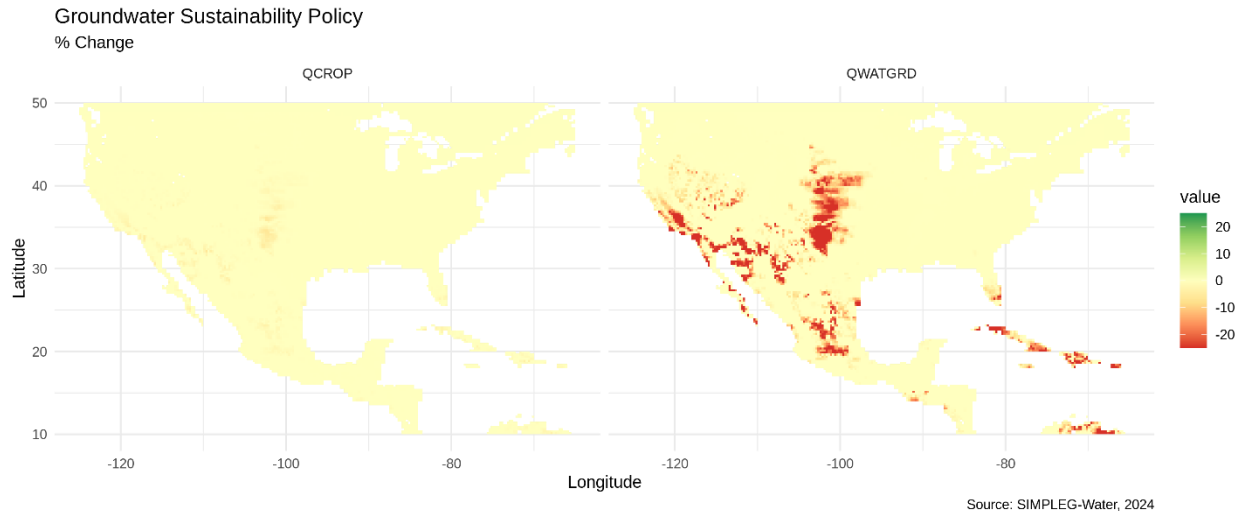 Groundwater Sustainability Policy
% Change
QCROP
QWATGRD
50
40
30
20
10
Latitude
-120
-100
-80
-120
-100
-80
Longitude
value
20
10
0
-10
-20
Source: SIMPLEG-Water, 2024